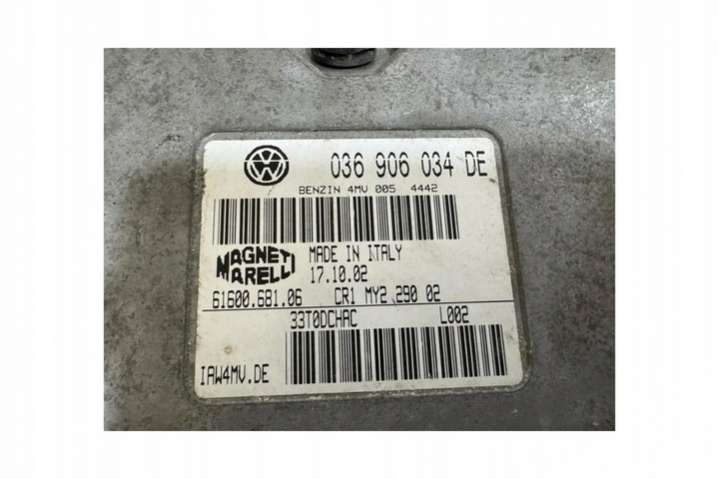 036 906 034 DE
BENZIN 4MV 005 4442
MAGNETI MARELLI
MADE IN ITALY
17.10.02
61600.681.06 CR1 MY2 290 02
33T0DCHAC L002
IAW4MV.DE